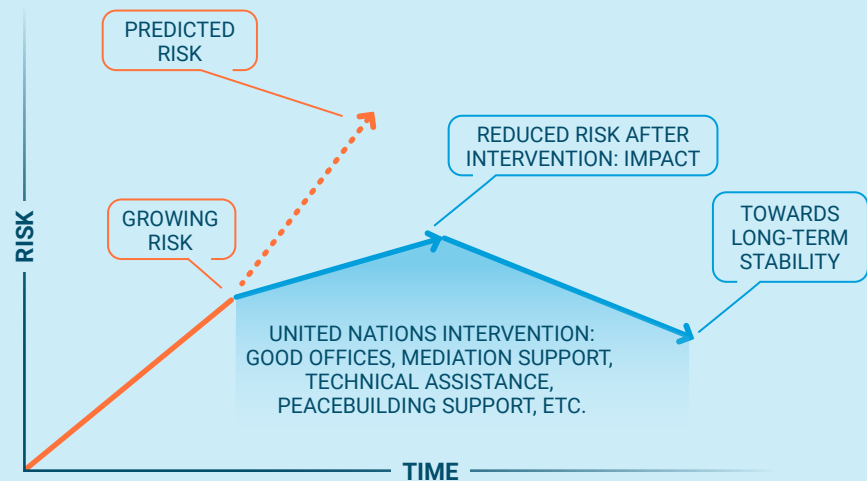 PREDICTED
RISK
REDUCED RISK AFTER
INTERVENTION: IMPACT
GROWING
RISK
TOWARDS
LONG-TERM
STABILITY
RISK
UNITED NATIONS INTERVENTION:
GOOD OFFICES, MEDIATION SUPPORT,
TECHNICAL ASSISTANCE,
PEACEBUILDING SUPPORT, ETC.
TIME